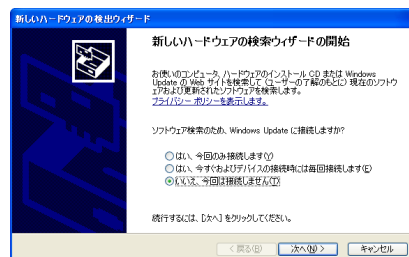 新しいハードウェアの検出ウィザード
新しいハードウェアの検索ウィザードの開始
お使いのコンピュータ、ハードウェアのインストール CD または Windows
Update の Web サイトを検索して (ユーザーの了解のもとに) 現在のソフトウ
ェアおよび更新されたソフトウェアを検索します。
プライバシー ポリシーを表示します。
ソフトウェア検索のため、Windows Update に接続しますか?
はい、今回のみ接続します(Y)
はい、今すぐおよびデバイスの接続時には毎回接続します(E)
いいえ、今回は接続しません(T)
続行するには、[次へ] をクリックしてください。
< 戻る(B) 次へ(N) > キャンセル